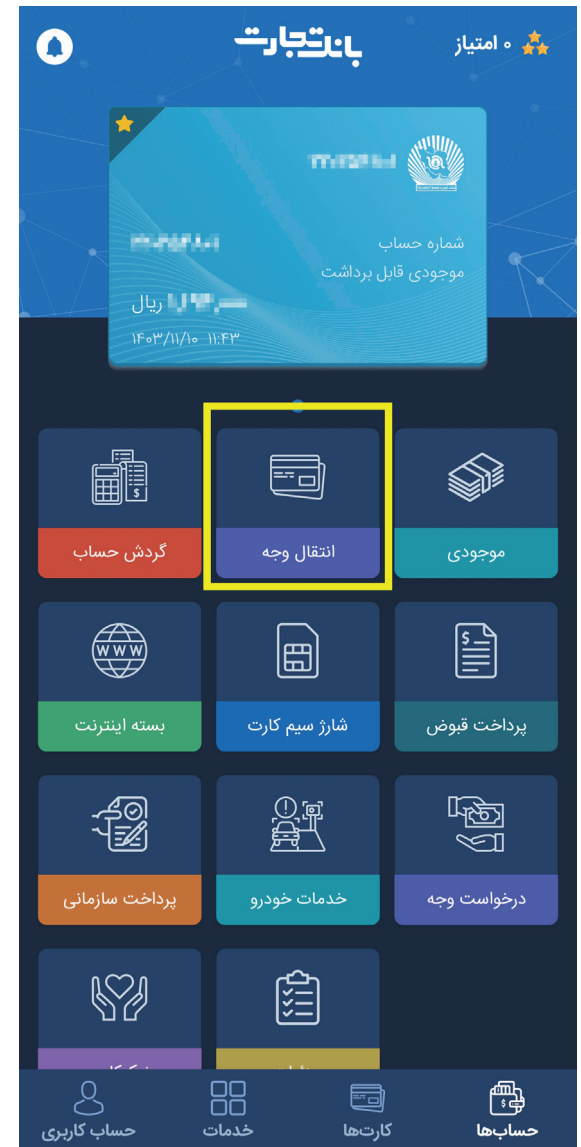 ۰ امتیاز
بانک تجارت
شماره حساب
موجودی قابل برداشت
ریال
۱۴۰۳/۱۱/۱۰ ۱۱:۴۳
موجودی
انتقال وجه
گردش حساب
$
پرداخت قبوض
شارژ سیم کارت
بسته اینترنت
$
WWW
درخواست وجه
خدمات خودرو
پرداخت سازمانی
حساب‌ها
کارت‌ها
خدمات
حساب کاربری